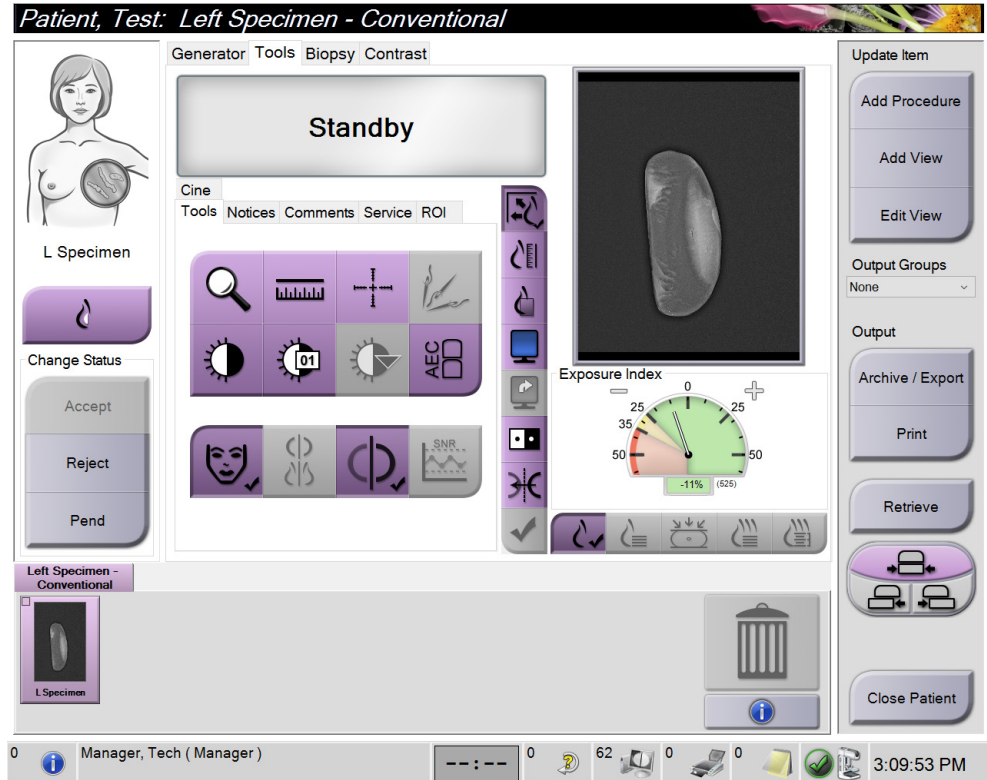 Patient, Test: Left Specimen - Conventional
Generator Tools Biopsy Contrast
Standby
Cine
Tools Notices Comments Service ROI
L Specimen
01
AEC
SNR
Change Status
Accept
Reject
Pend
Exposure Index
0
25 25
35
50 50
-11% (525)
Update Item
Add Procedure
Add View
Edit View
Output Groups
None
Output
Archive / Export
Print
Retrieve
Close Patient
Left Specimen -
Conventional
L Specimen
0 Manager, Tech ( Manager ) --:-- 0 62 0 0 3:09:53 PM